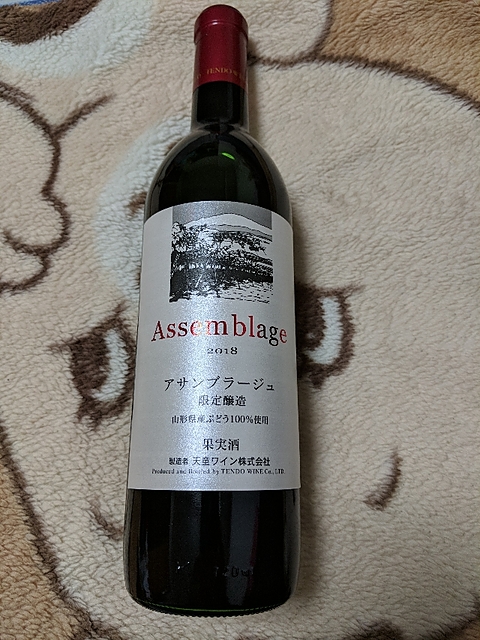 TENDO W
Assemblage
2018
アサンブラージュ
限定醸造
山形県産ぶどう100%使用
果実酒
製造者 天童ワイン株式会社
Produced and Bottled by TENDO WINE Co., LTD.